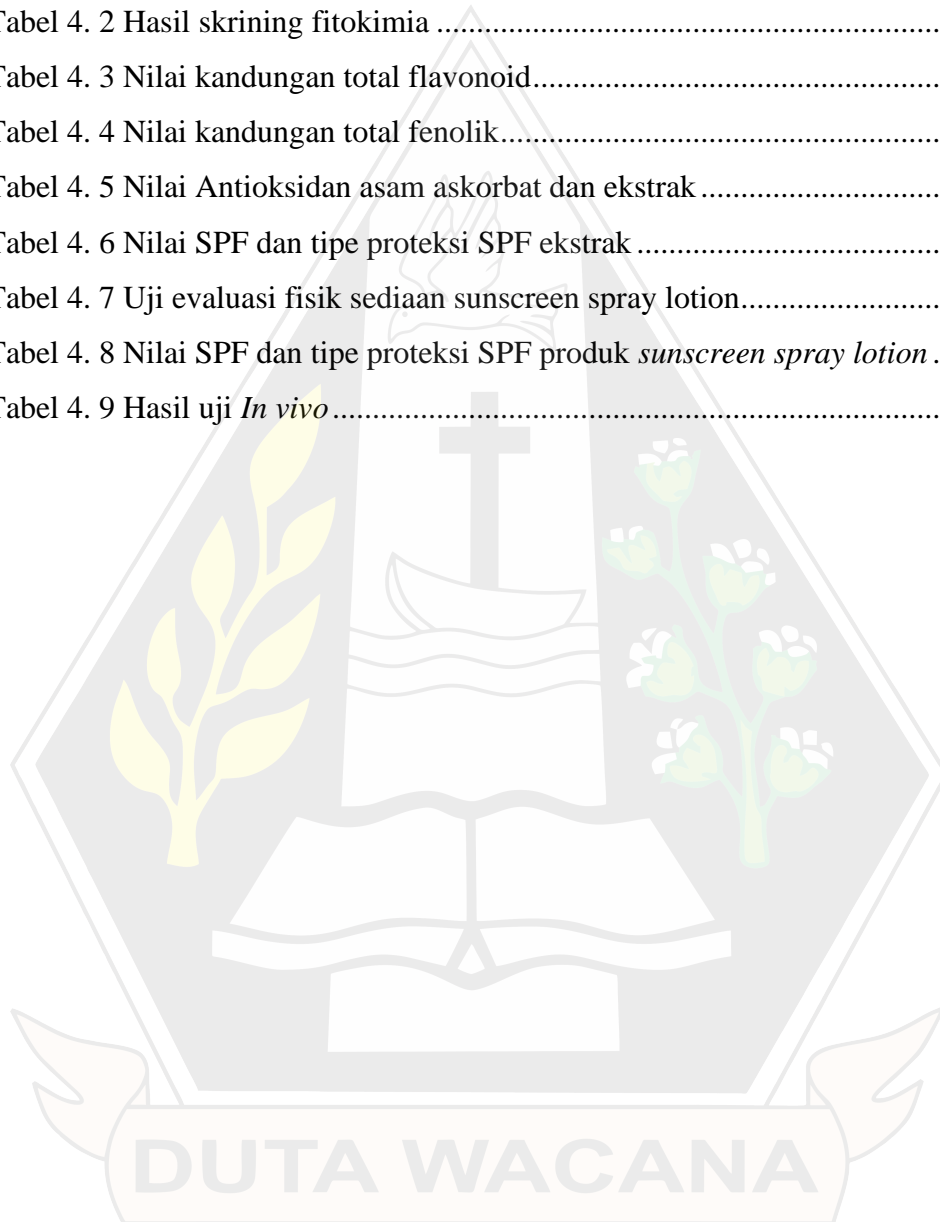 Tabel 4. 2 Hasil skrining fitokimia ............................................................
Tabel 4. 3 Nilai kandungan total flavonoid.................................................
Tabel 4. 4 Nilai kandungan total fenolik.....................................................
Tabel 4. 5 Nilai Antioksidan asam askorbat dan ekstrak ............................
Tabel 4. 6 Nilai SPF dan tipe proteksi SPF ekstrak ....................................
Tabel 4. 7 Uji evaluasi fisik sediaan sunscreen spray lotion........................
Tabel 4. 8 Nilai SPF dan tipe proteksi SPF produk sunscreen spray lotion .
Tabel 4. 9 Hasil uji In vivo .........................................................................
DUTA WACANA